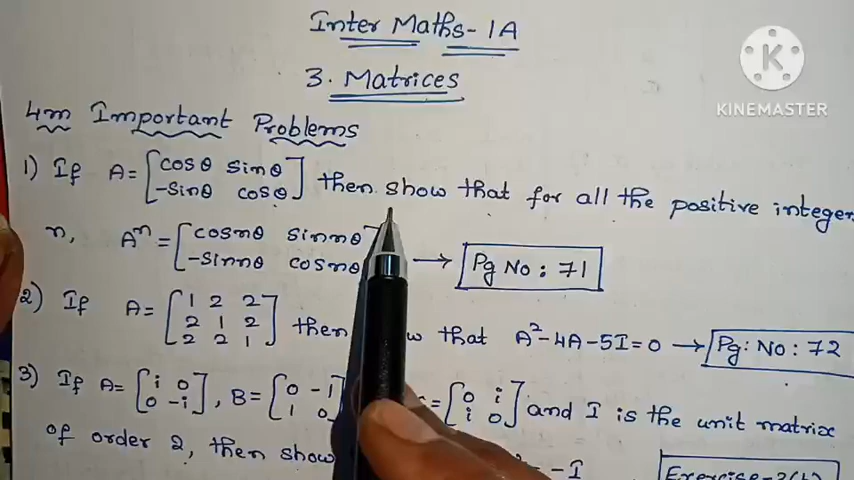 Inter Maths-1A
3. Matrices
KINEMASTER
4m Important Problems
1) If A=[cosθ sinθ -sinθ cosθ] then show that for all the positive integer
n, Aⁿ=[cosnθ sinnθ -sinnθ cosnθ → Pg No: 71
2) If A=[1 2 2 2 1 2 2 2 1] then show that A²-4A-5I=0 → Pg: No: 72
3) If A=[i 0 0 -i], B=[0 -1 1 0] =[0 i i 0] and I is the unit matrix
of order 2, then show ² = -I